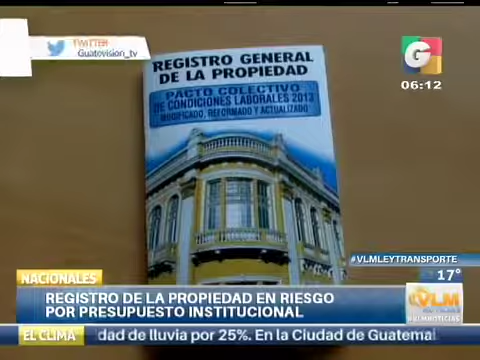 TWITTER
Guatevision_tv
G
06:12
REGISTRO GENERAL
DE LA PROPIEDAD
PACTO COLECTIVO
DE CONDICIONES LABORALES 2013
MODIFICADO, REFORMADO Y ACTUALIZADO
#VLMLEYTRANSPORTE
17°
NACIONALES
REGISTRO DE LA PROPIEDAD EN RIESGO
POR PRESUPUESTO INSTITUCIONAL
VLM
NOTICIAS
#VLMNOTICIAS
EL CLIMA
dad de lluvia por 25%. En la Ciudad de Guatemal